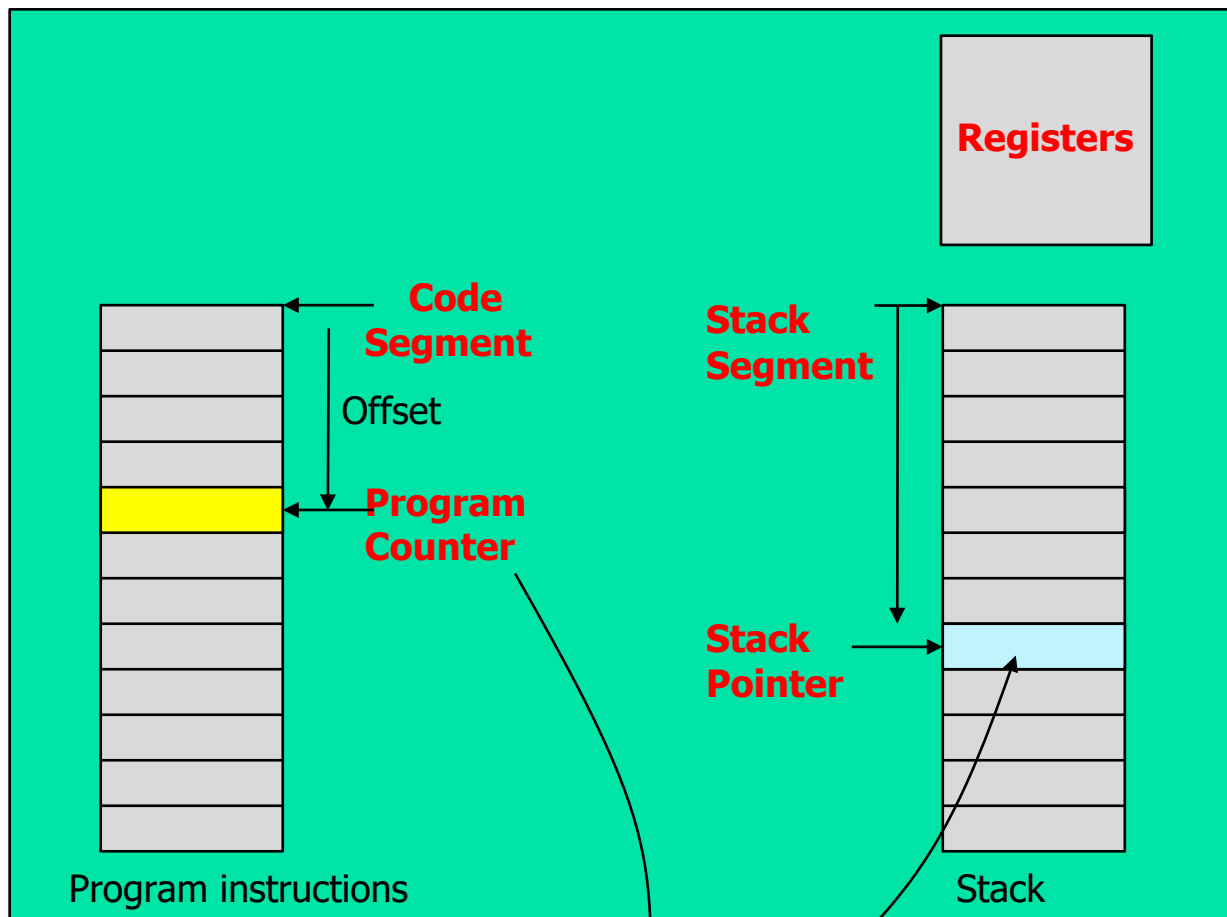 Registers
Code
Segment
Stack
Segment
Offset
Program
Counter
Stack
Pointer
Program instructions
Stack